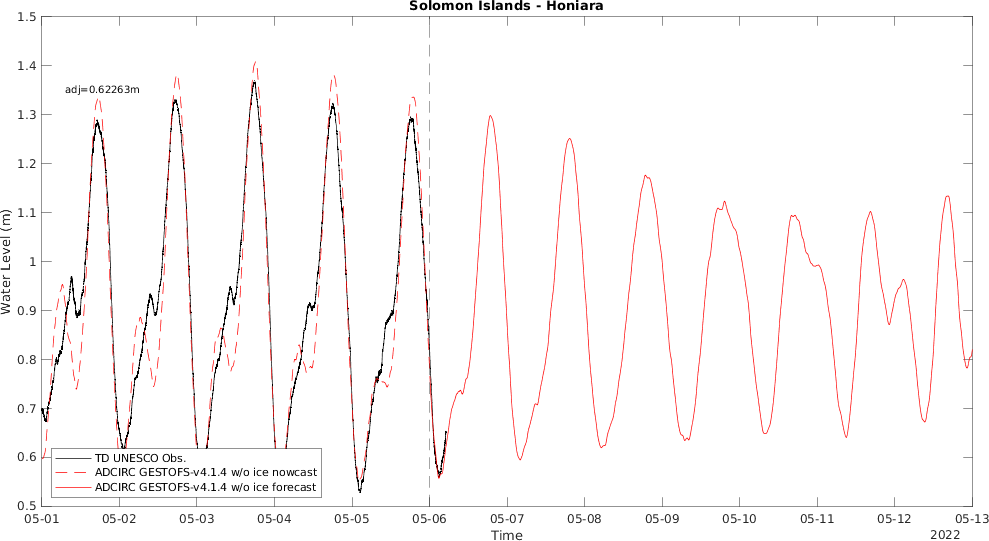 Solomon Islands - Honiara
1.5
1.4
1.3
1.2
1.1
1
0.9
0.8
0.7
0.6
0.5
Water Level (m)
adj=0.62263m
TD UNESCO Obs.
ADCIRC GESTOFS-v4.1.4 w/o ice nowcast
ADCIRC GESTOFS-v4.1.4 w/o ice forecast
05-01 05-02 05-03 05-04 05-05 05-06 05-07 05-08 05-09 05-10 05-11 05-12 05-13
Time
2022